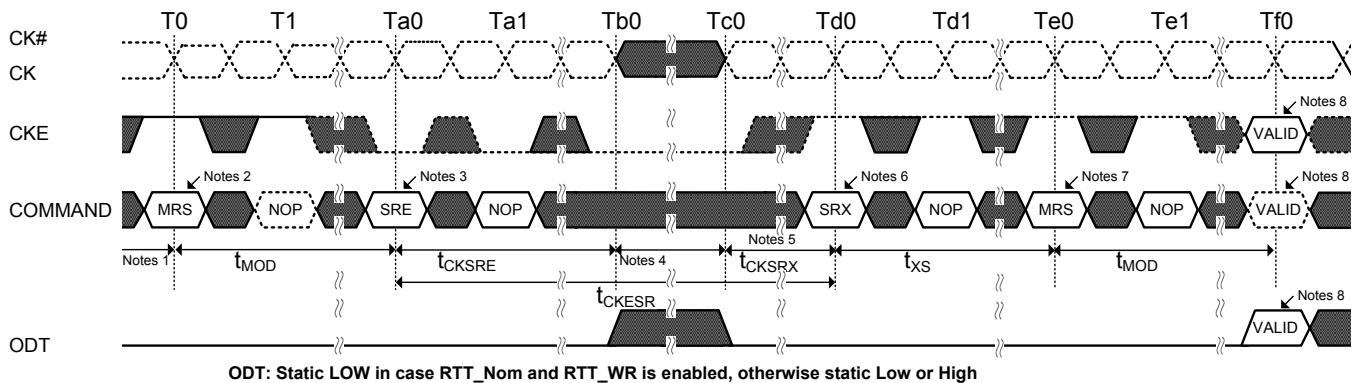 T0 T1 Ta0 Ta1 Tb0 Tc0 Td0 Td1 Te0 Te1 Tf0
CK#
CK
Notes 8
CKE
VALID
Notes 2 Notes 3 Notes 6 Notes 7 Notes 8
COMMAND MRS NOP SRE NOP SRX NOP MRS NOP VALID
Notes 1 tMOD tCKSRE Notes 4 Notes 5 tCKSRX tXS tMOD
tCKESR
Notes 8
ODT VALID
ODT: Static LOW in case RTT_Nom and RTT_WR is enabled, otherwise static Low or High